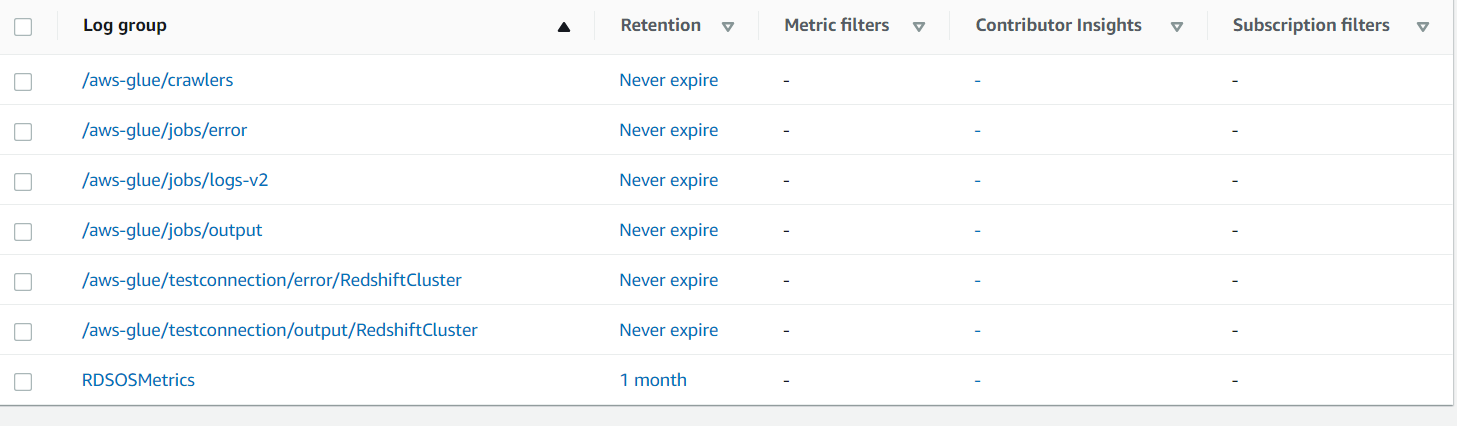 Log group Retention Metric filters Contributor Insights Subscription filters
/aws-glue/crawlers Never expire - - -
/aws-glue/jobs/error Never expire - - -
/aws-glue/jobs/logs-v2 Never expire - - -
/aws-glue/jobs/output Never expire - - -
/aws-glue/testconnection/error/RedshiftCluster Never expire - - -
/aws-glue/testconnection/output/RedshiftCluster Never expire - - -
RDSOSMetrics 1 month - - -